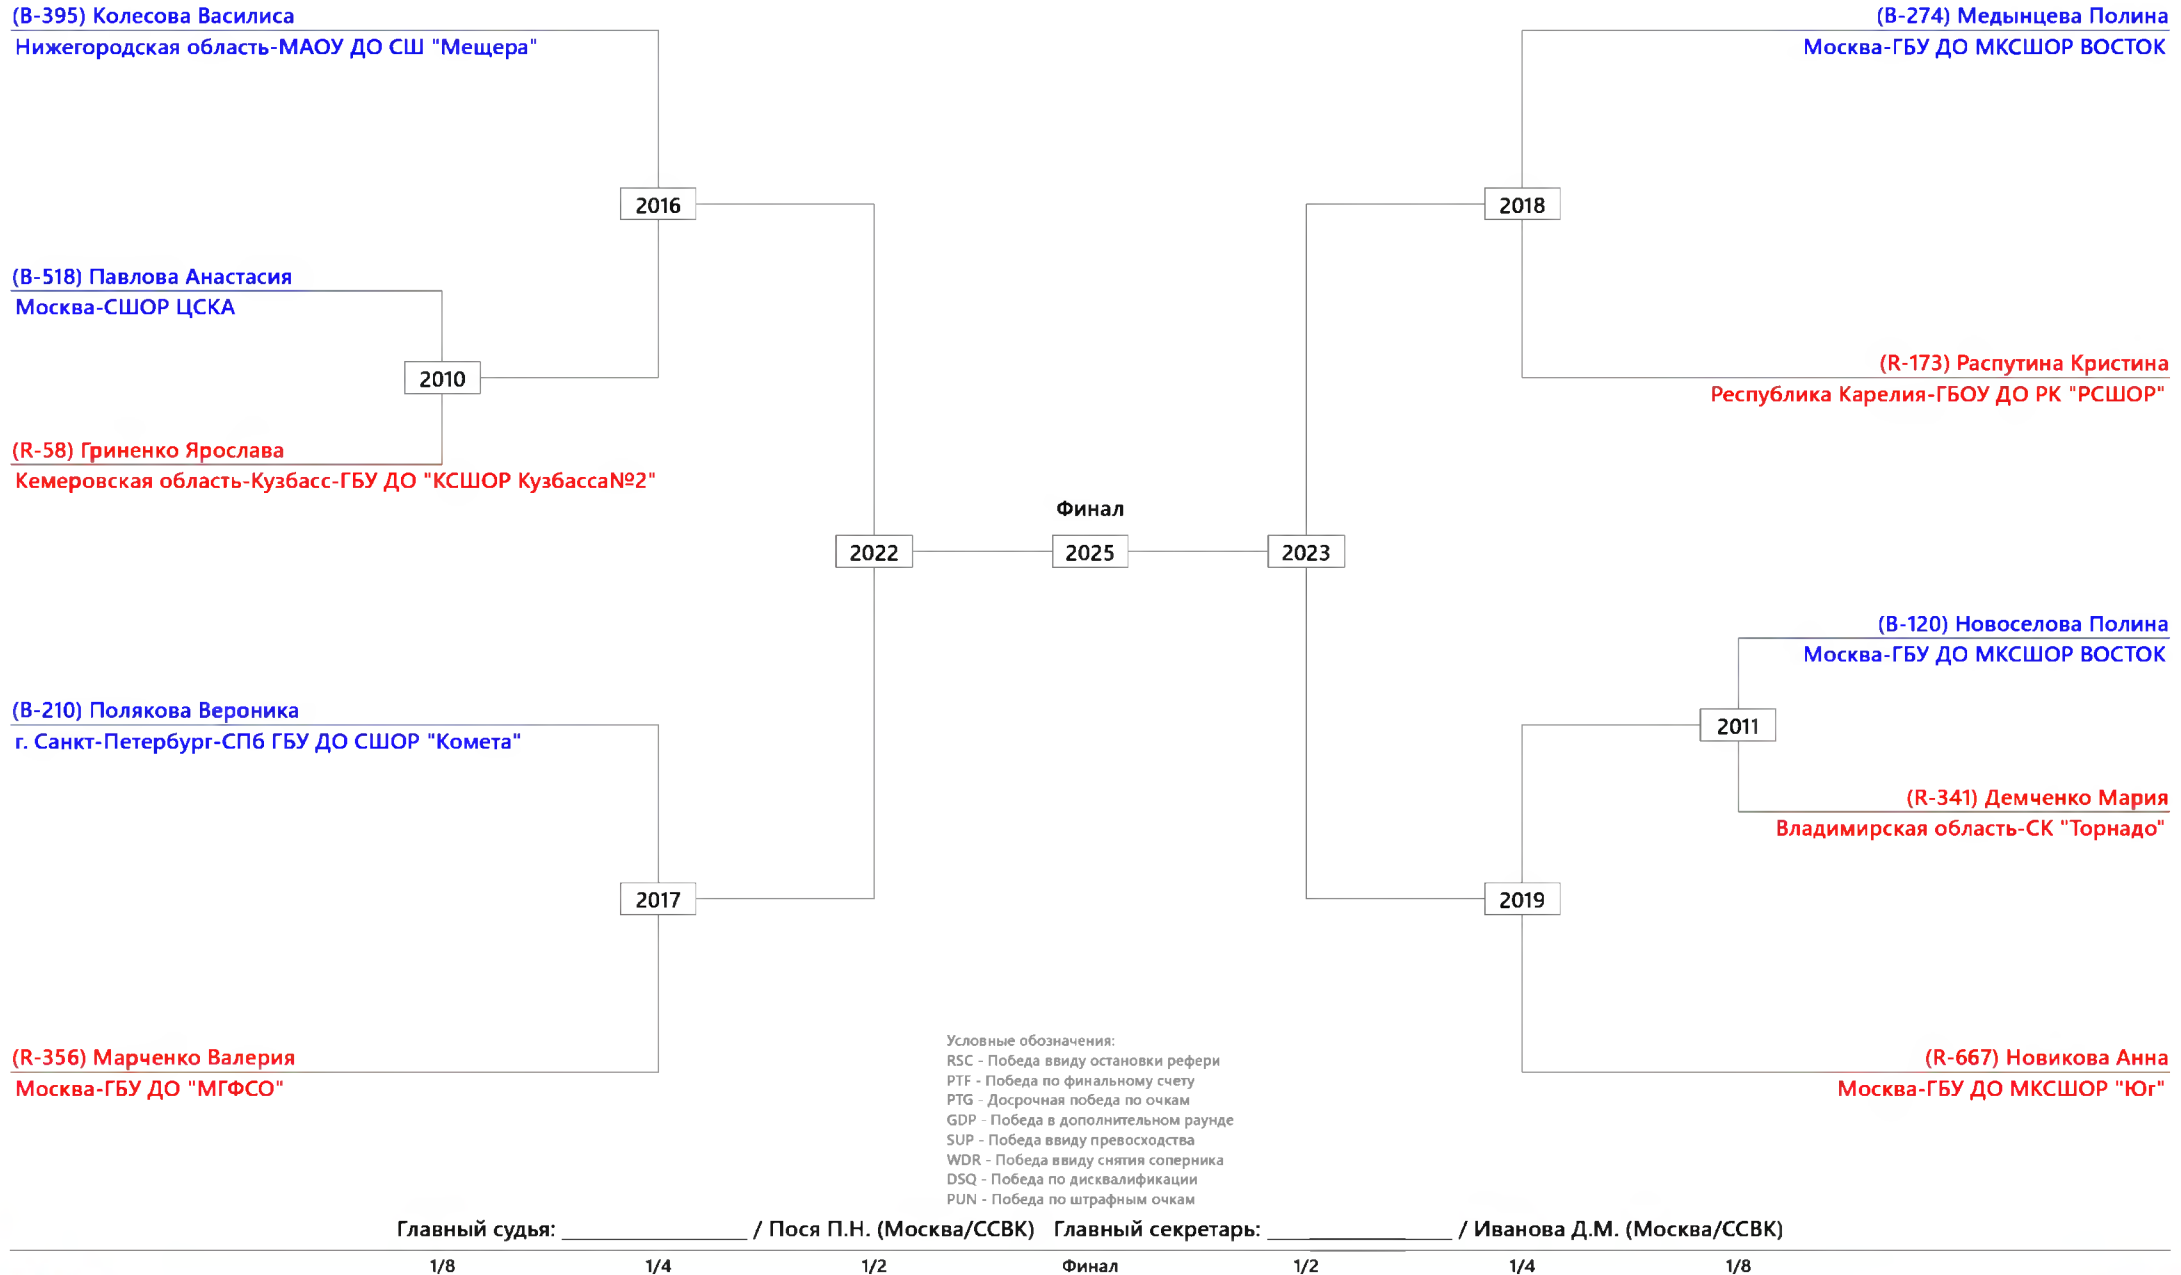 (B-395) Колесова Василиса
Нижегородская область-МАОУ ДО СШ "Мещера"
(B-274) Медынцева Полина
Москва-ГБУ ДО МКСШОР ВОСТОК
2016
2018
(B-518) Павлова Анастасия
Москва-СШОР ЦСКА
2010
(R-173) Распутина Кристина
Республика Карелия-ГБОУ ДО РК "РСШОР"
(R-58) Гриненко Ярослава
Кемеровская область-Кузбасс-ГБУ ДО "КСШОР Кузбасса№2"
Финал
2022
2025
2023
(B-120) Новоселова Полина
Москва-ГБУ ДО МКСШОР ВОСТОК
(B-210) Полякова Вероника
г. Санкт-Петербург-СПб ГБУ ДО СШОР "Комета"
2011
(R-341) Демченко Мария
Владимирская область-СК "Торнадо"
2017
2019
(R-356) Марченко Валерия
Москва-ГБУ ДО "МГФСО"
(R-667) Новикова Анна
Москва-ГБУ ДО МКСШОР "Юг"
Условные обозначения:
RSC - Победа ввиду остановки рефери
PTF - Победа по финальному счету
PTG - Досрочная победа по очкам
GDP - Победа в дополнительном раунде
SUP - Победа ввиду превосходства
WDR - Победа ввиду снятия соперника
DSQ - Победа по дисквалификации
PUN - Победа по штрафным очкам
Главный судья: ________________ / Пося П.Н. (Москва/ССВК) Главный секретарь: ________________ / Иванова Д.М. (Москва/ССВК)
1/8 1/4 1/2 Финал 1/2 1/4 1/8